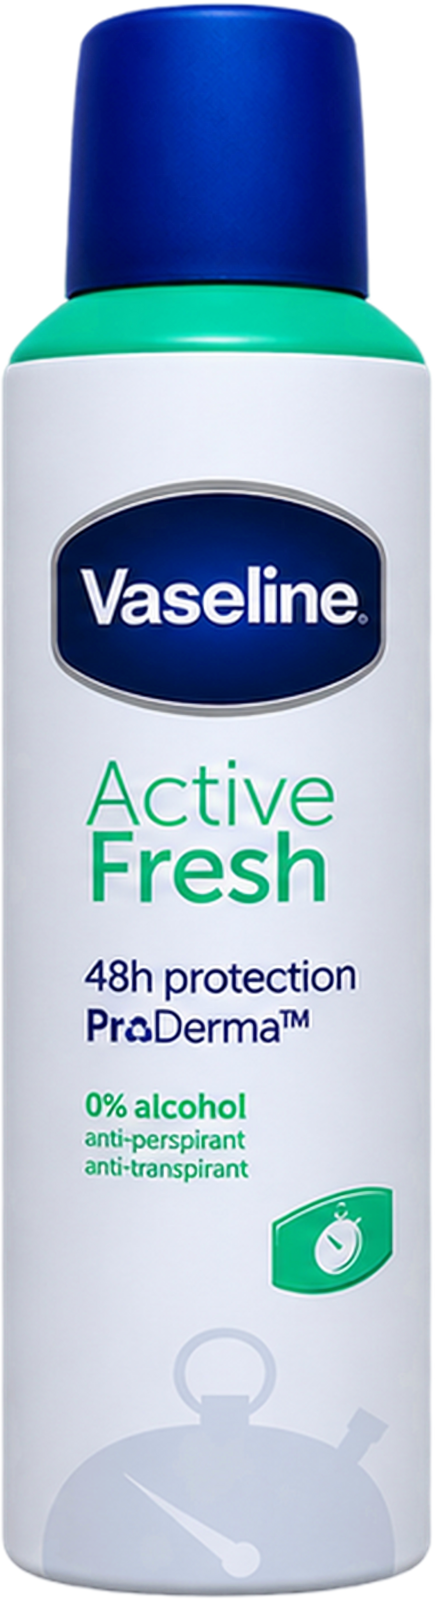 Vaseline®
Active
Fresh
48h protection
ProDerma™
0% alcohol
anti-perspirant
anti-transpirant